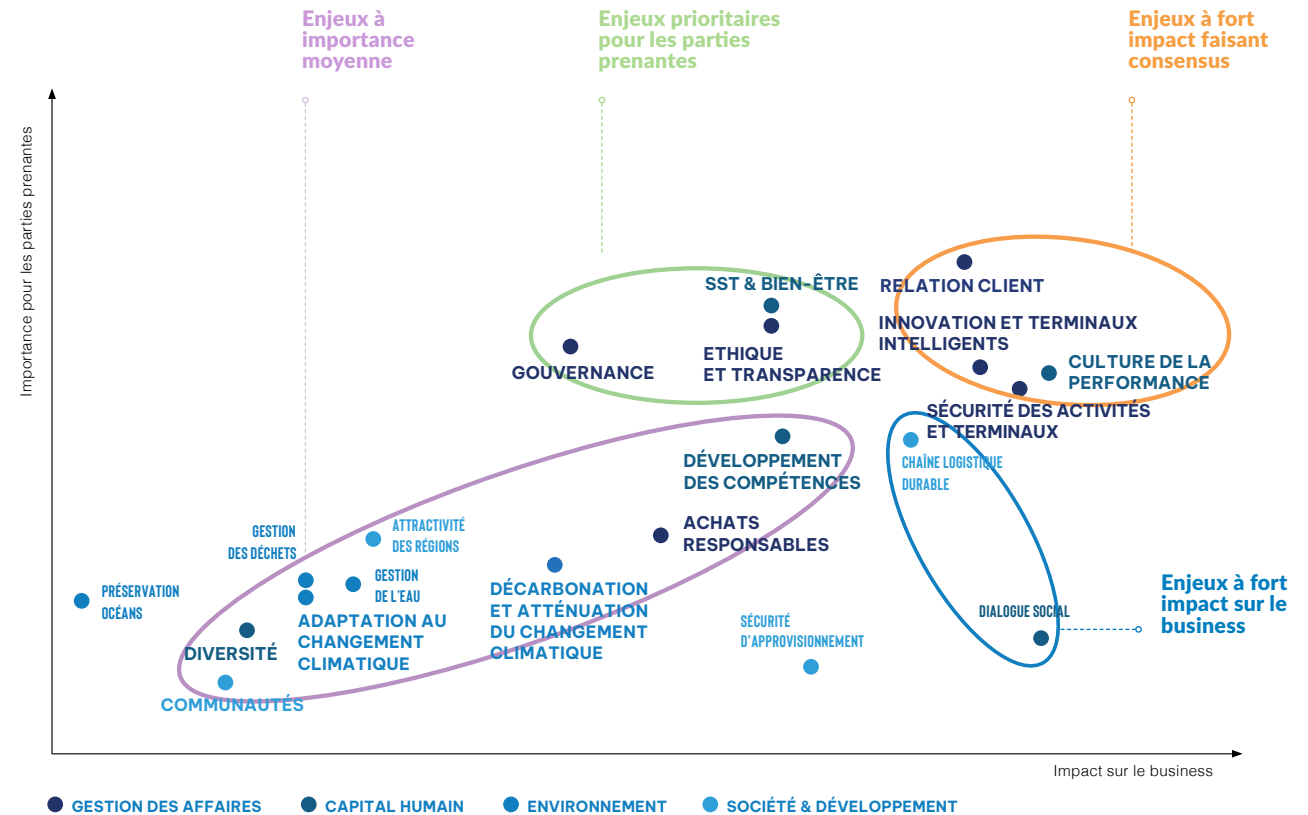 Enjeux à
importance
moyenne
Enjeux prioritaires
pour les parties
prenantes
Enjeux à fort
impact faisant
consensus
Importance pour les parties prenantes
SST & BIEN-ÊTRE
RELATION CLIENT
INNOVATION ET TERMINAUX
INTELLIGENTS
ETHIQUE
ET TRANSPARENCE
GOUVERNANCE
CULTURE DE LA
PERFORMANCE
SÉCURITÉ DES ACTIVITÉS
ET TERMINAUX
CHAÎNE LOGISTIQUE
DURABLE
DÉVELOPPEMENT
DES COMPÉTENCES
ACHATS
RESPONSABLES
ATTRACTIVITÉ
DES RÉGIONS
GESTION
DES DÉCHETS
GESTION
DE L'EAU
PRÉSERVATION
OCÉANS
DÉCARBONATION
ET ATTÉNUATION
DU CHANGEMENT
CLIMATIQUE
ADAPTATION AU
CHANGEMENT
CLIMATIQUE
DIVERSITÉ
COMMUNAUTÉS
SÉCURITÉ
D'APPROVISIONNEMENT
DIALOGUE SOCIAL
Enjeux à fort
impact sur le
business
Impact sur le business
GESTION DES AFFAIRES
CAPITAL HUMAIN
ENVIRONNEMENT
SOCIÉTÉ & DÉVELOPPEMENT